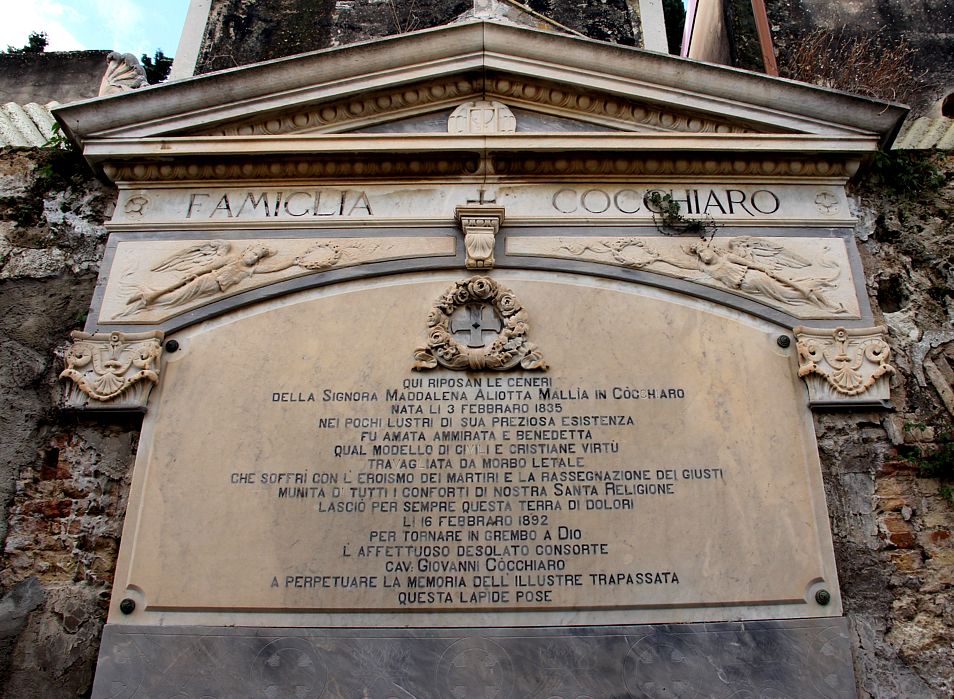 FAMIGLIA COCCHIARO
QUI RIPOSAN LE CENERI
DELLA SIGNORA MADDALENA ALIOTTA MALLÌA IN CÒCCHIARO
NATA LI 3 FEBBRARO 1835
NEI POCHI LUSTRI DI SUA PREZIOSA ESISTENZA
FU AMATA AMMIRATA E BENEDETTA
QUAL MODELLO DI CIVILI E CRISTIANE VIRTÙ
TRAVAGLIATA DA MORBO LETALE
CHE SOFFRÌ CON L'EROISMO DEI MARTIRI E LA RASSEGNAZIONE DEI GIUSTI
MUNITA DI TUTTI I CONFORTI DI NOSTRA SANTA RELIGIONE
LASCIÒ PER SEMPRE QUESTA TERRA DI DOLORI
LI 16 FEBBRARO 1892
PER TORNARE IN GREMBO A DIO
L'AFFETTUOSO DESOLATO CONSORTE
CAV: GIOVANNI CÒCCHIARO
A PERPETUARE LA MEMORIA DELL'ILLUSTRE TRAPASSATA
QUESTA LAPIDE POSE